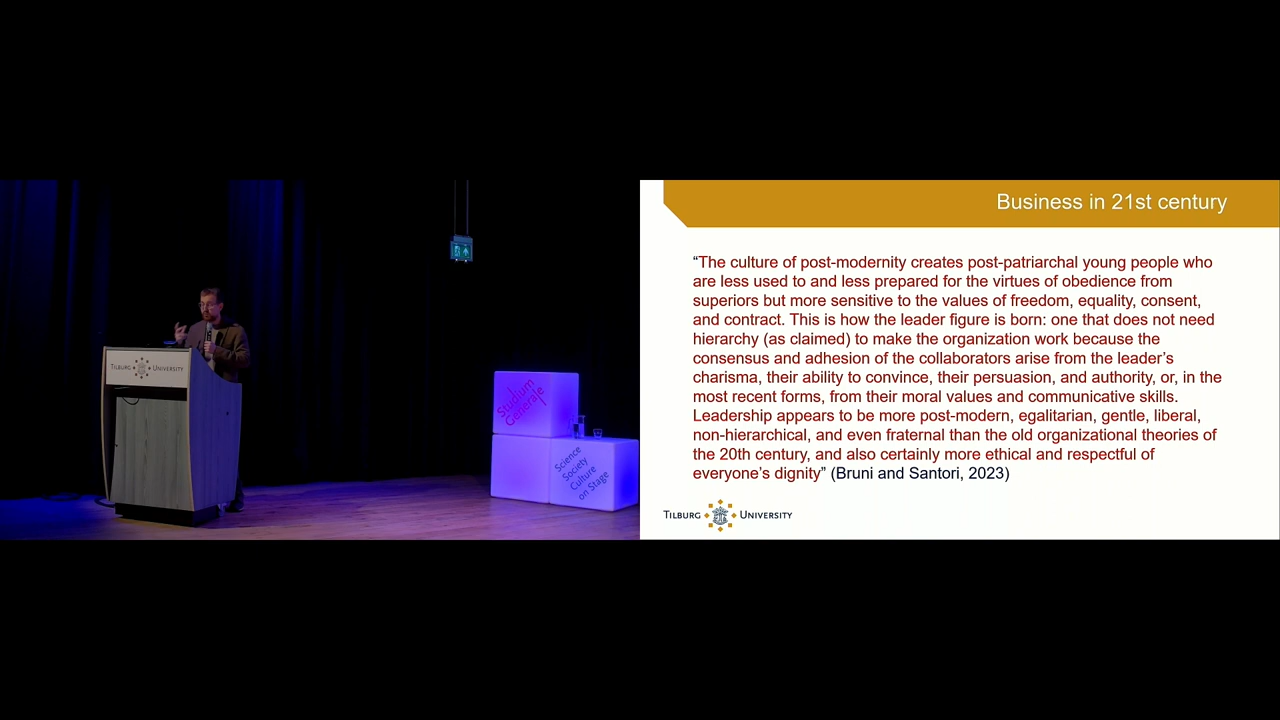 TILBURG UNIVERSITY
Studium
Generale
Science
Society
Culture
on Stage
Business in 21st century
“The culture of post-modernity creates post-patriarchal young people who
are less used to and less prepared for the virtues of obedience from
superiors but more sensitive to the values of freedom, equality, consent,
and contract. This is how the leader figure is born: one that does not need
hierarchy (as claimed) to make the organization work because the
consensus and adhesion of the collaborators arise from the leader’s
charisma, their ability to convince, their persuasion, and authority, or, in the
most recent forms, from their moral values and communicative skills.
Leadership appears to be more post-modern, egalitarian, gentle, liberal,
non-hierarchical, and even fraternal than the old organizational theories of
the 20th century, and also certainly more ethical and respectful of
everyone’s dignity” (Bruni and Santori, 2023)
TILBURG UNIVERSITY